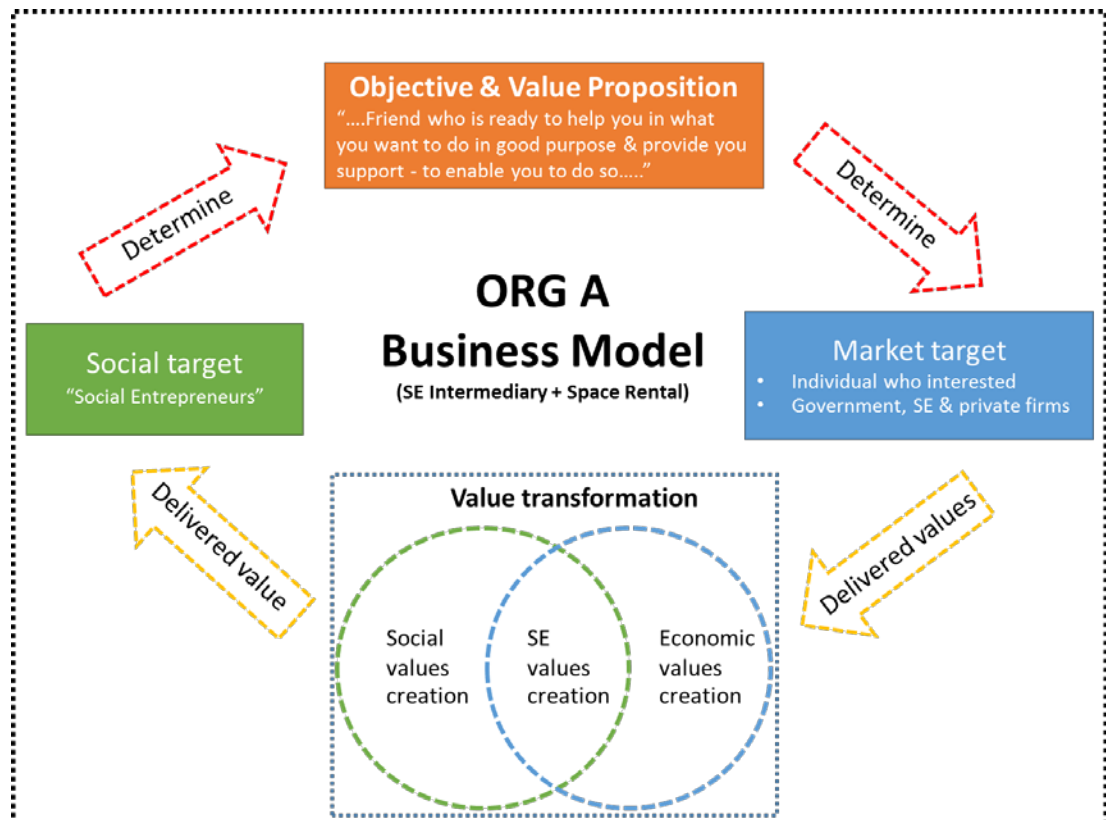 Objective & Value Proposition
“....Friend who is ready to help you in what
you want to do in good purpose & provide you
support - to enable you to do so.....”
Determine
Determine
ORG A
Business Model
(SE Intermediary + Space Rental)
Social target
“Social Entrepreneurs”
Market target
• Individual who interested
• Government, SE & private firms
Value transformation
Delivered value
Delivered values
Social
values
creation
SE
values
creation
Economic
values
creation